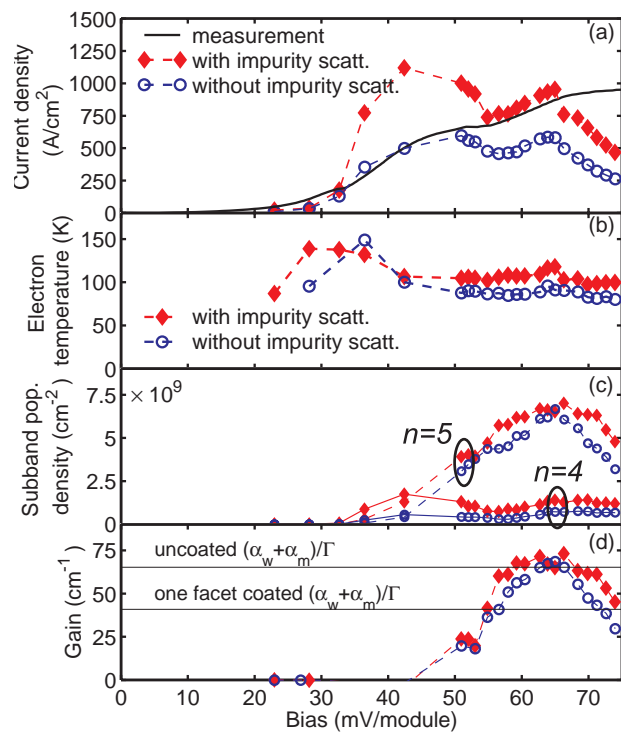 1500
1250
1000
750
500
250
0
Current density
(A/cm²)
measurement
with impurity scatt.
without impurity scatt.
(a)
150
100
50
0
Electron
temperature (K)
with impurity scatt.
without impurity scatt.
(b)
7.5
5
2.5
0
Subband pop.
density (cm⁻²)
× 10⁹
n=5
n=4
(c)
75
50
25
0
Gain (cm⁻¹)
uncoated (α_w+α_m)/Γ
one facet coated (α_w+α_m)/Γ
(d)
0 10 20 30 40 50 60 70
Bias (mV/module)